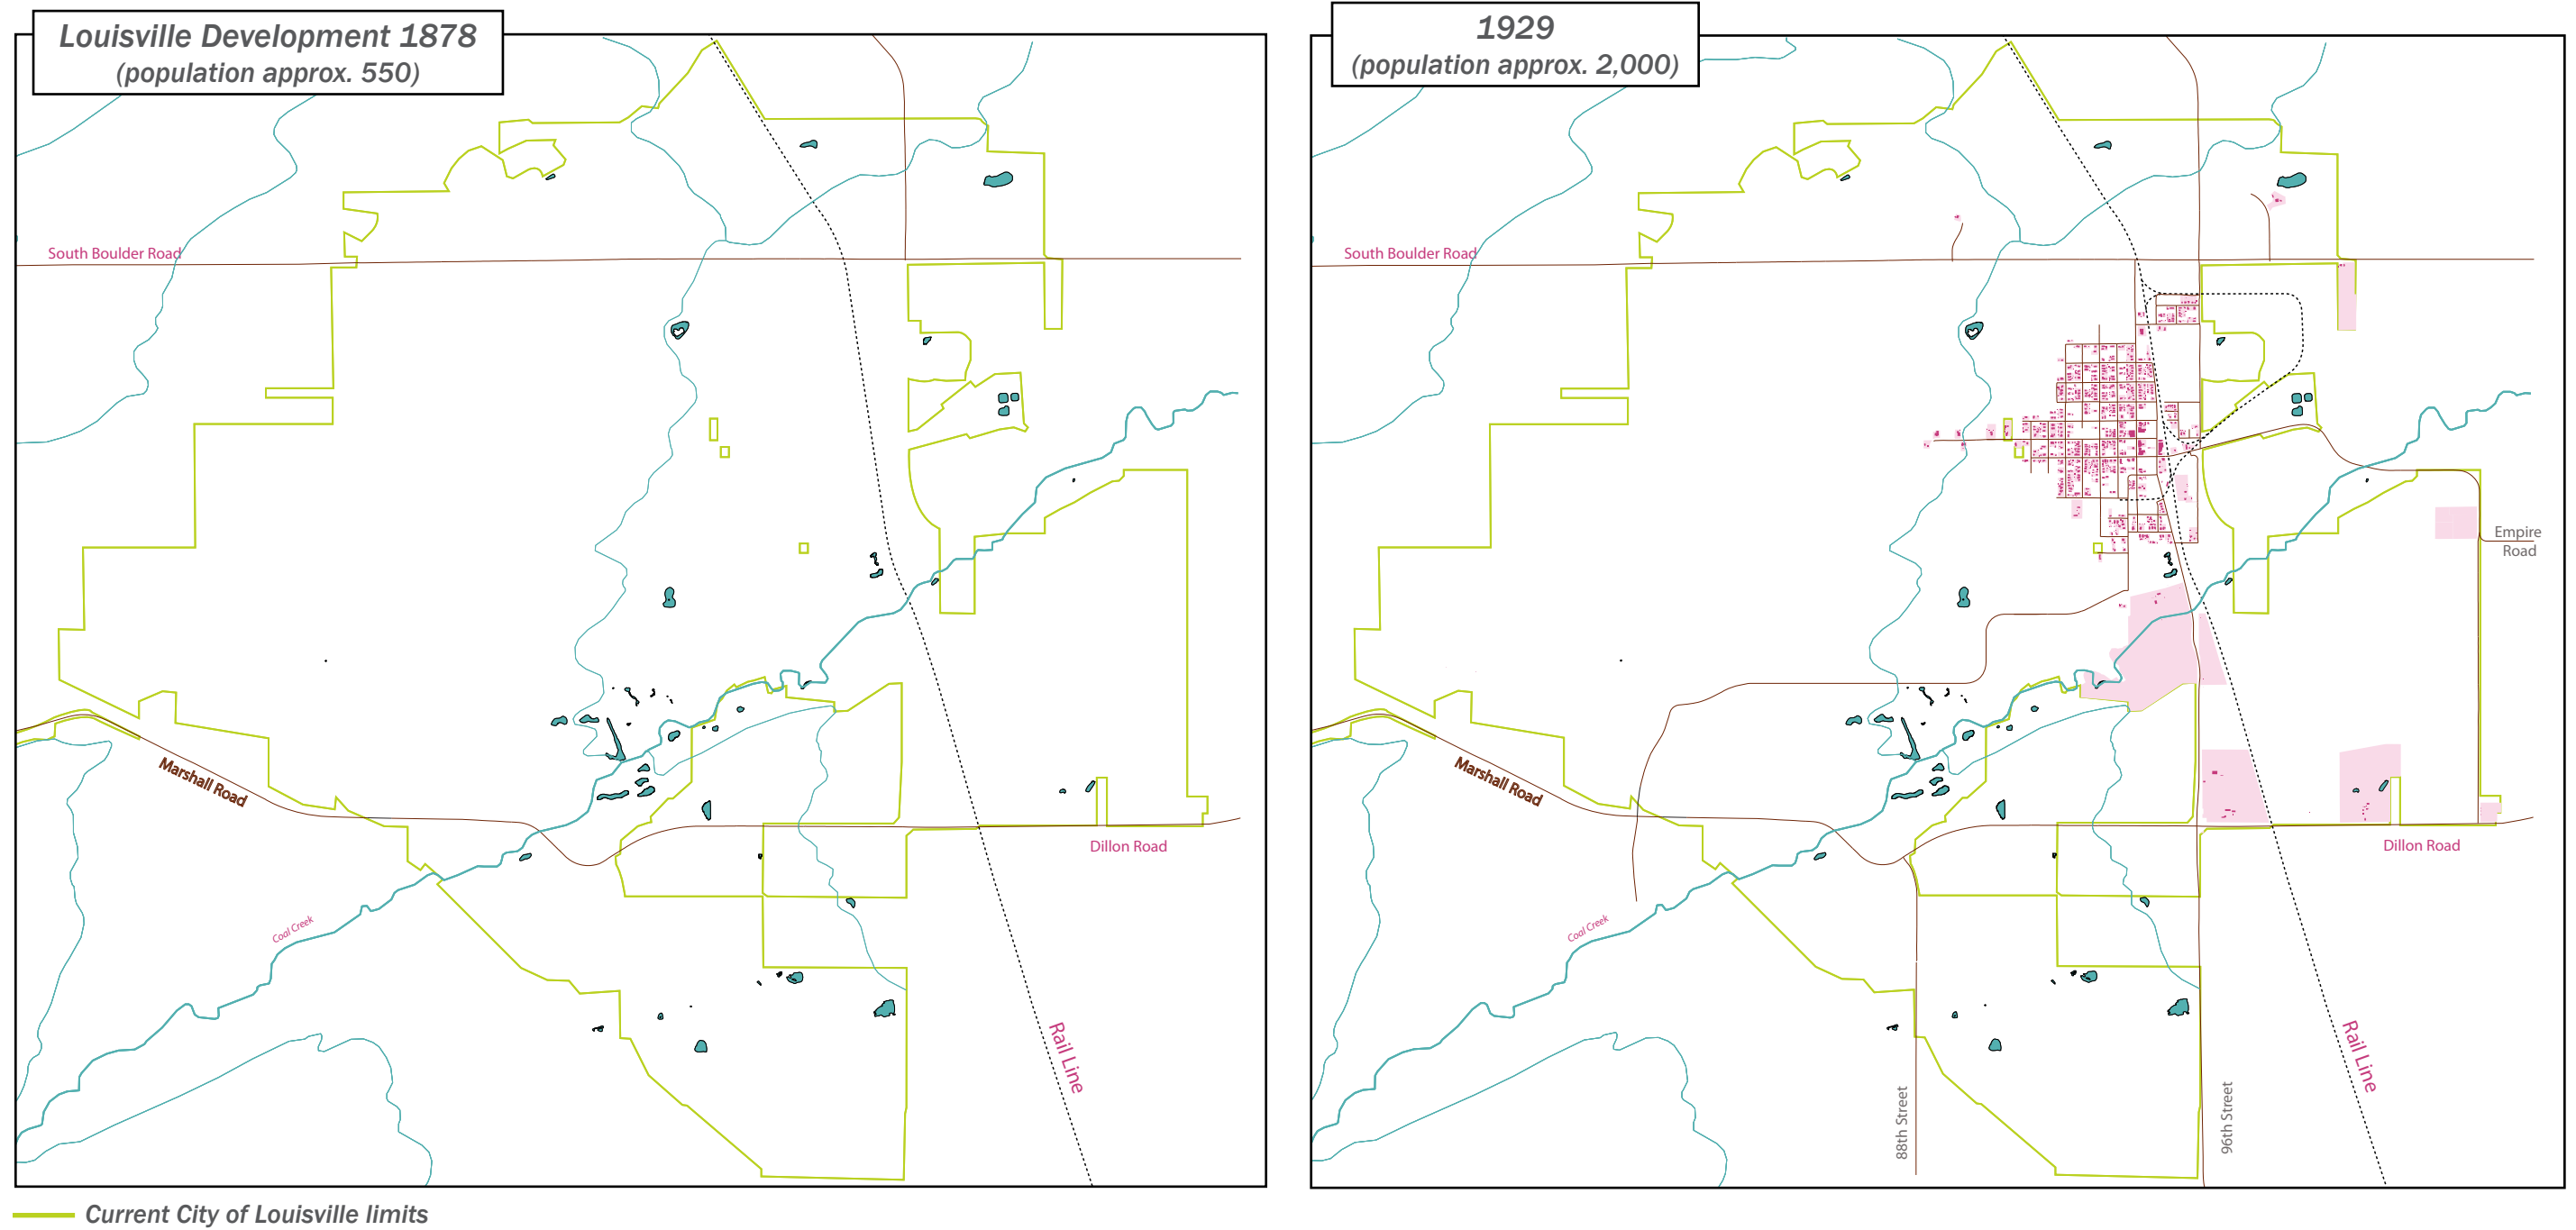 Louisville Development 1878
(population approx. 550)
South Boulder Road
Marshall Road
Dillon Road
Coal Creek
Rail Line
1929
(population approx. 2,000)
South Boulder Road
Empire
Road
Marshall Road
Dillon Road
Coal Creek
Rail Line
88th Street
96th Street
Current City of Louisville limits